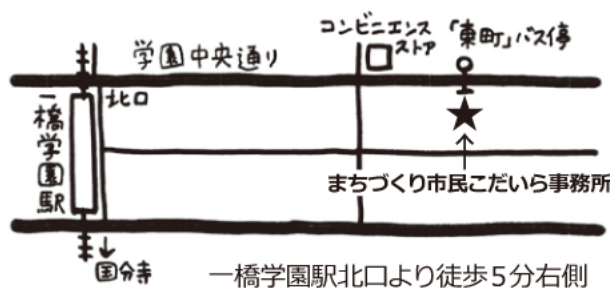 コンビニエンス
ストア
「東町」バス停
学園中央通り
北口
一橋学園駅
まちづくり市民こだいら事務所
国分寺
一橋学園駅北口より徒歩5分右側